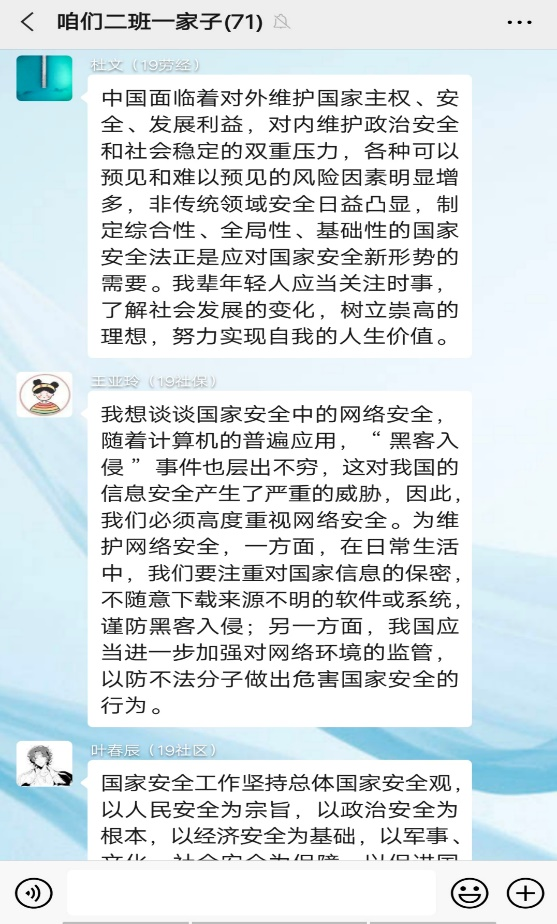 咱们二班一家子(71)
杜文（19劳经）
中国面临着对外维护国家主权、安
全、发展利益，对内维护政治安全
和社会稳定的双重压力，各种可以
预见和难以预见的风险因素明显增
多，非传统领域安全日益凸显，制
定综合性、全局性、基础性的国家
安全法正是应对国家安全新形势的
需要。我辈年轻人应当关注时事，
了解社会发展的变化，树立崇高的
理想，努力实现自我的人生价值。
王亚玲（19社保）
我想谈谈国家安全中的网络安全，
随着计算机的普遍应用，“黑客入
侵”事件也层出不穷，这对我国的
信息安全产生了严重的威胁，因此，
我们必须高度重视网络安全。为维
护网络安全，一方面，在日常生活
中，我们要注重对国家信息的保密，
不随意下载来源不明的软件或系统，
谨防黑客入侵；另一方面，我国应
当进一步加强对网络环境的监管，
以防不法分子做出危害国家安全的
行为。
叶春辰（19社区）
国家安全工作坚持总体国家安全观，
以人民安全为宗旨，以政治安全为
根本，以经济安全为基础，以军事、
文化、社会安全为保障，以促进国